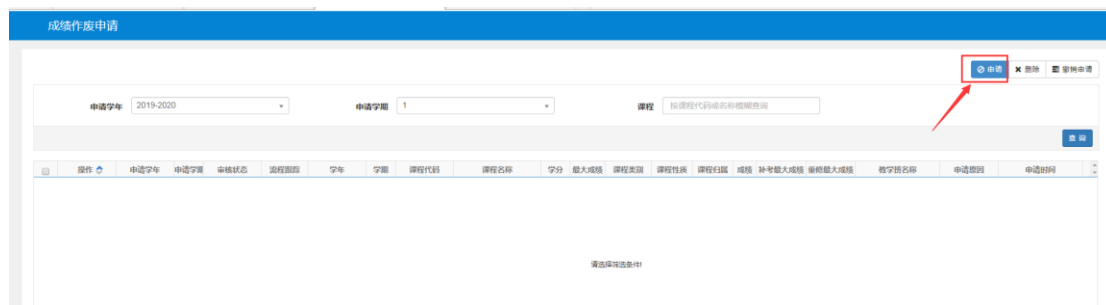 成绩作废申请
申请 删除 撤销申请
申请学年 2019-2020 申请学期 1 课程 按课程代码或名称模糊查询
查询
操作 申请学年 申请学期 审核状态 流程跟踪 学年 学期 课程代码 课程名称 学分 最大成绩 课程类别 课程性质 课程归属 成绩 补考最大成绩 重修最大成绩 教学班名称 申请原因 申请时间
请选择筛选条件!